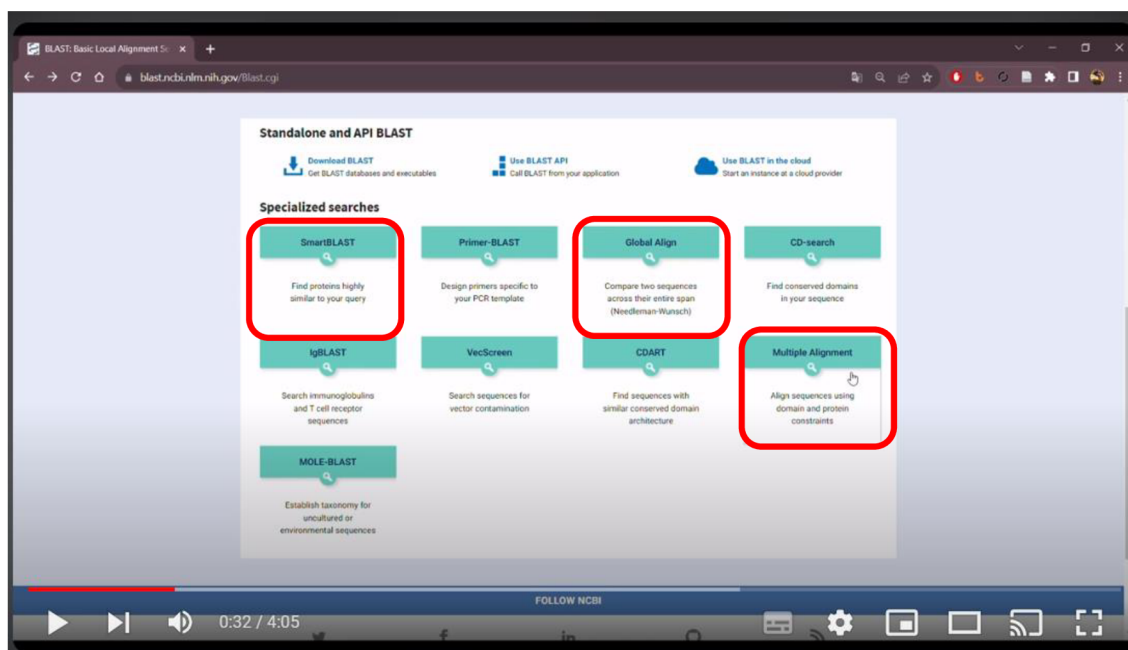 BLAST: Basic Local Alignment Se
blast.ncbi.nlm.nih.gov/Blast.cgi
Standalone and API BLAST
Download BLAST
Get BLAST databases and executables
Use BLAST API
Call BLAST from your application
Use BLAST in the cloud
Start an instance at a cloud provider
Specialized searches
SmartBLAST
Find proteins highly
similar to your query
Primer-BLAST
Design primers specific to
your PCR template
Global Align
Compare two sequences
across their entire span
(Needleman-Wunsch)
CD-search
Find conserved domains
in your sequence
IgBLAST
Search immunoglobulins
and T cell receptor
sequences
VecScreen
Search sequences for
vector contamination
CDART
Find sequences with
similar conserved domain
architecture
Multiple Alignment
Align sequences using
domain and protein
constraints
MOLE-BLAST
Establish taxonomy for
uncultured or
environmental sequences
FOLLOW NCBI
0:32 / 4:05